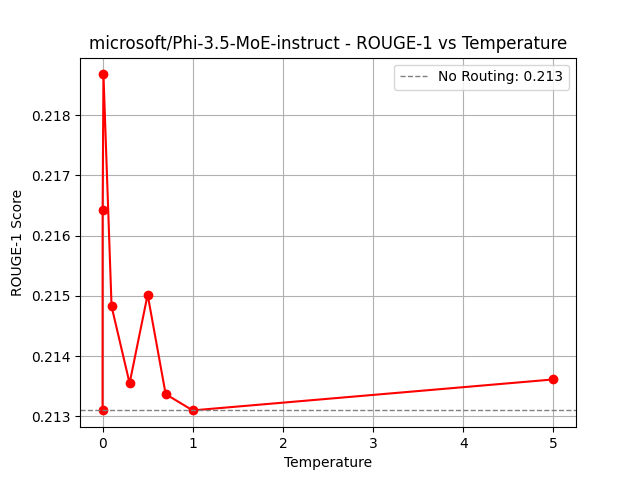 microsoft/Phi-3.5-MoE-instruct - ROUGE-1 vs Temperature
No Routing: 0.213
ROUGE-1 Score
0.218
0.217
0.216
0.215
0.214
0.213
0 1 2 3 4 5
Temperature